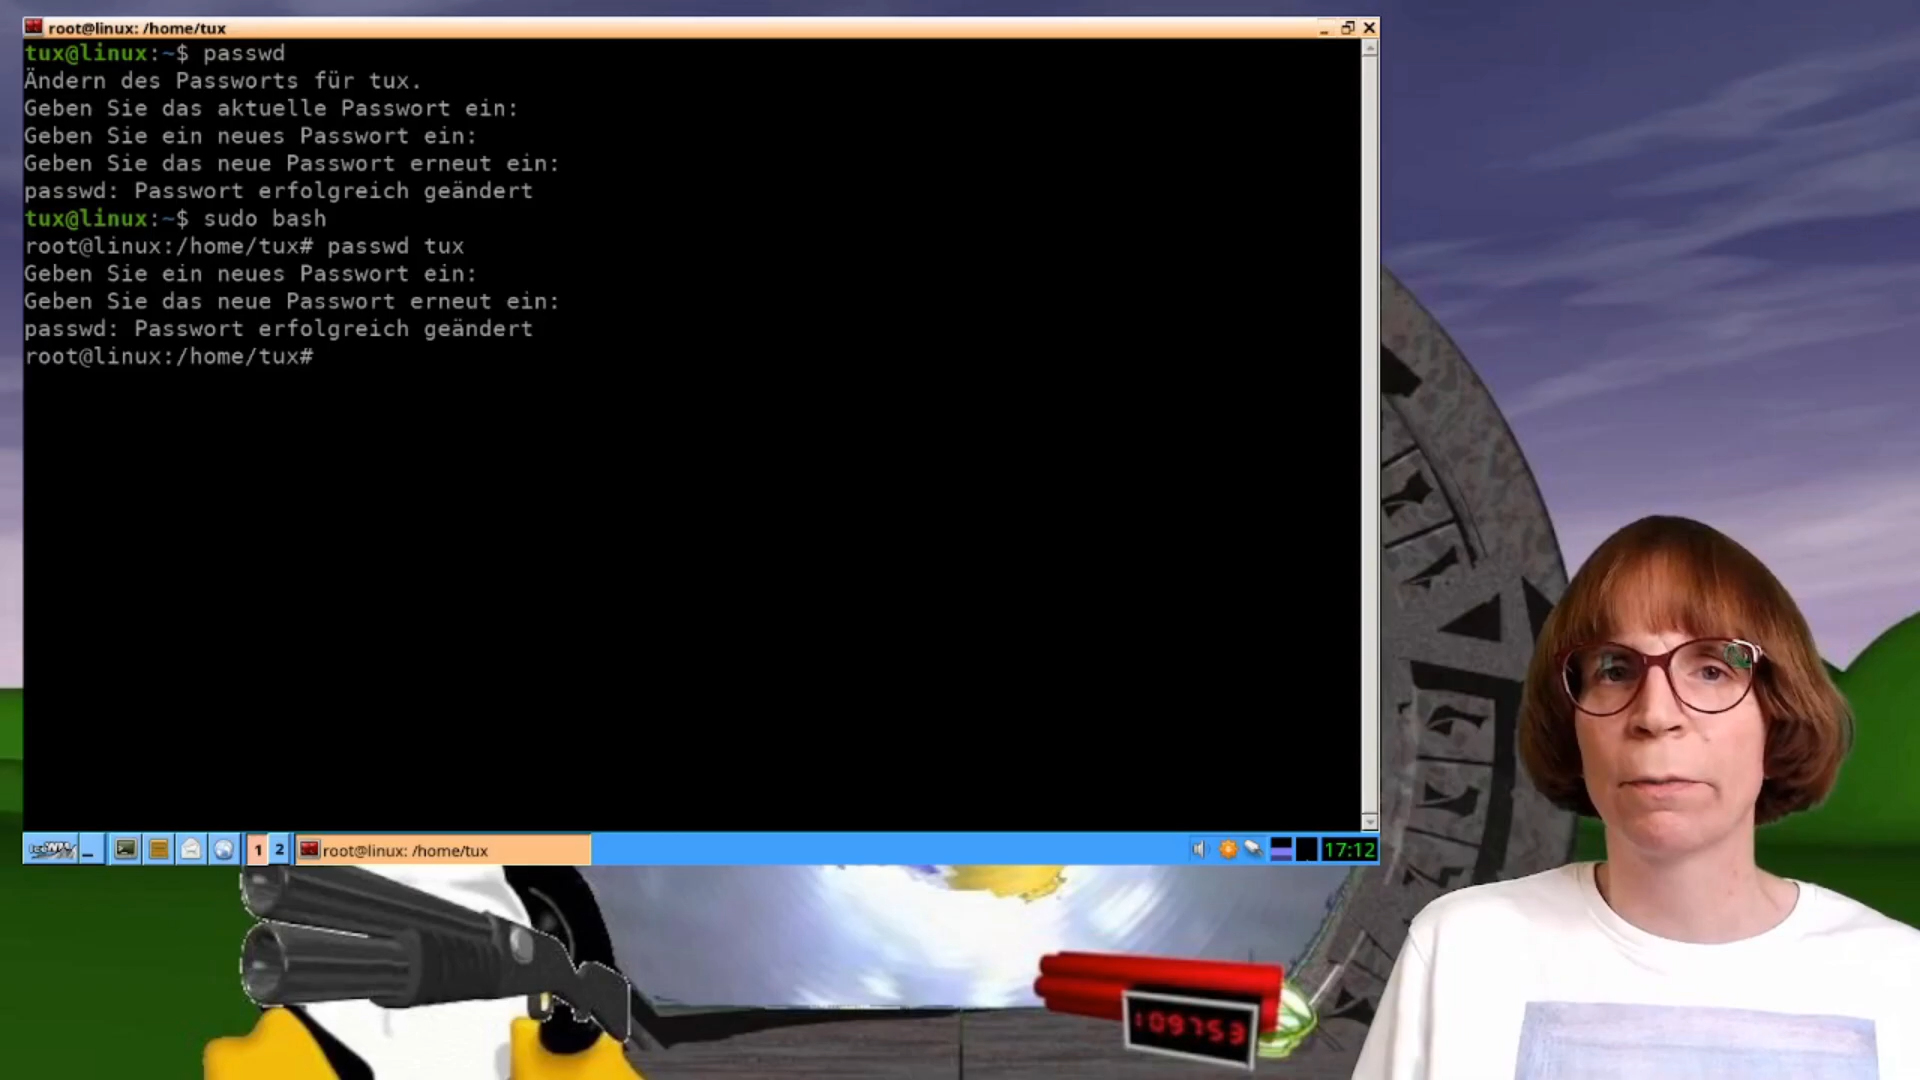 root@linux: /home/tux
tux@linux:~$ passwd
Ändern des Passworts für tux.
Geben Sie das aktuelle Passwort ein:
Geben Sie ein neues Passwort ein:
Geben Sie das neue Passwort erneut ein:
passwd: Passwort erfolgreich geändert
tux@linux:~$ sudo bash
root@linux:/home/tux# passwd tux
Geben Sie ein neues Passwort ein:
Geben Sie das neue Passwort erneut ein:
passwd: Passwort erfolgreich geändert
root@linux:/home/tux#
IceWM 1 2 root@linux: /home/tux 17:12
109753